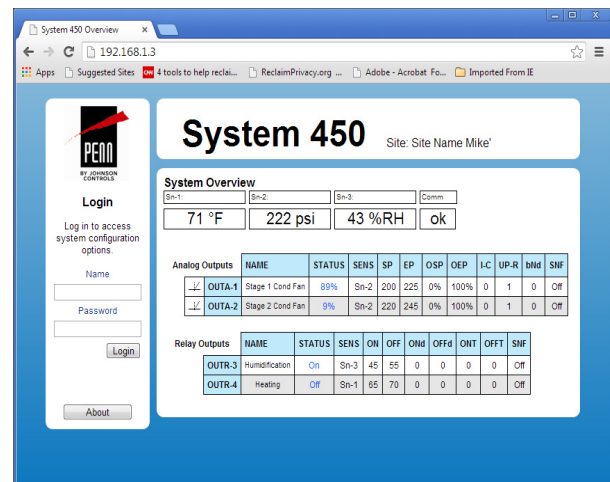 System 450 Overview
192.168.1.3
Apps Suggested Sites 4 tools to help reclai... ReclaimPrivacy.org ... Adobe - Acrobat Fo... Imported From IE
PENN
BY JOHNSON
CONTROLS
Login
Log in to access
system configuration
options.
Name
Password
Login
About
System 450 Site: Site Name Mike'
System Overview
Sn-1: Sn-2: Sn-3: Comm
71 °F 222 psi 43 %RH ok
Analog Outputs NAME STATUS SENS SP EP OSP OEP I-C UP-R bNd SNF
OUTA-1 Stage 1 Cond Fan 89% Sn-2 200 225 0% 100% 0 1 0 Off
OUTA-2 Stage 2 Cond Fan 9% Sn-2 220 245 0% 100% 0 1 0 Off
Relay Outputs NAME STATUS SENS ON OFF ONd OFFd ONT OFFT SNF
OUTR-3 Humidification On Sn-3 45 55 0 0 0 0 Off
OUTR-4 Heating Off Sn-1 65 70 0 0 0 0 Off